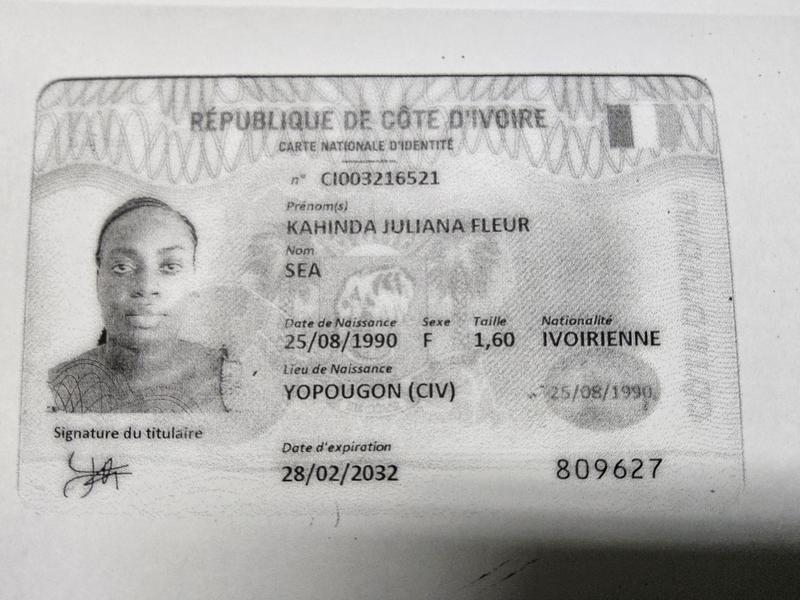 RÉPUBLIQUE DE CÔTE D'IVOIRE
CARTE NATIONALE D'IDENTITÉ
n° CI003216521
Prénom(s)
KAHINDA JULIANA FLEUR
Nom
SEA
Date de Naissance Sexe Taille Nationalité
25/08/1990 F 1,60 IVOIRIENNE
Lieu de Naissance
YOPOUGON (CIV)
25/08/1990
Signature du titulaire
Date d'expiration
28/02/2032
809627